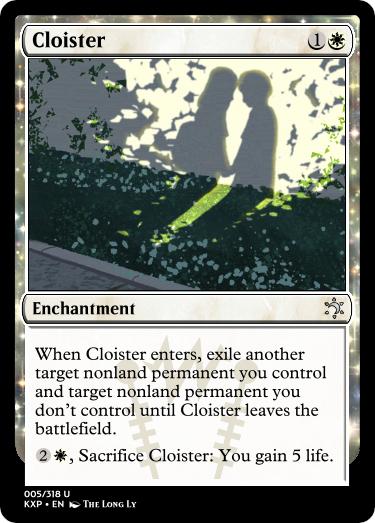 Cloister 1
Enchantment
When Cloister enters, exile another
target nonland permanent you control
and target nonland permanent you
don't control until Cloister leaves the
battlefield.
2, Sacrifice Cloister: You gain 5 life.
005/318 U
KXP • EN The Long Ly